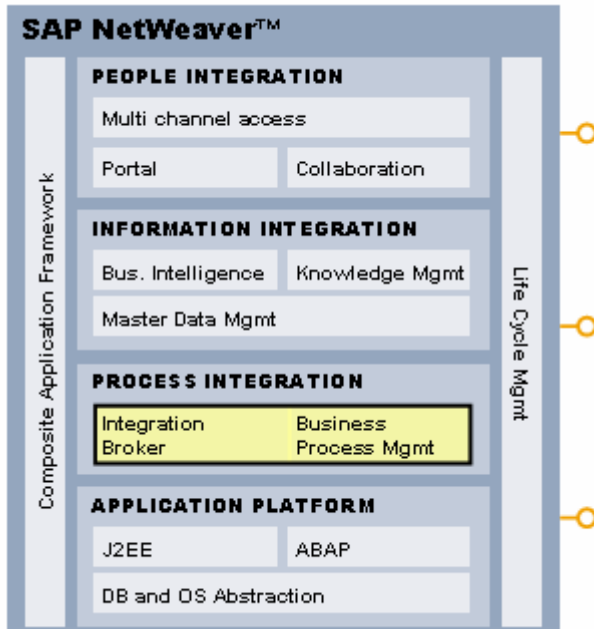 SAP NetWeaver™
PEOPLE INTEGRATION
Multi channel access
Portal
Collaboration
INFORMATION INTEGRATION
Bus. Intelligence
Knowledge Mgmt
Master Data Mgmt
PROCESS INTEGRATION
Integration
Broker
Business
Process Mgmt
APPLICATION PLATFORM
J2EE
ABAP
DB and OS Abstraction
Composite Application Framework
Life Cycle Mgmt